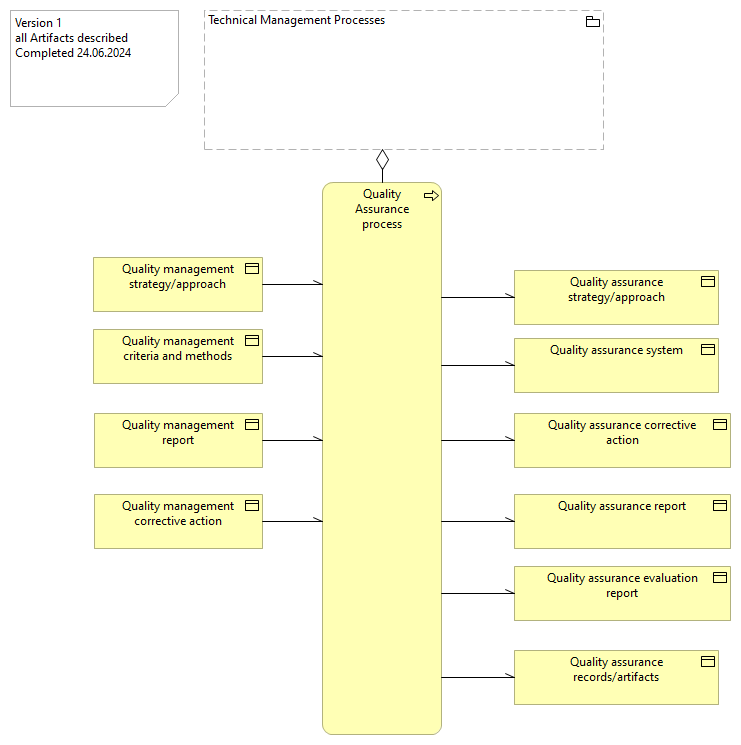 Version 1
all Artifacts described
Completed 24.06.2024
Technical Management Processes
Quality
Assurance
process
Quality management
strategy/approach
Quality management
criteria and methods
Quality management
report
Quality management
corrective action
Quality assurance
strategy/approach
Quality assurance system
Quality assurance corrective
action
Quality assurance report
Quality assurance evaluation
report
Quality assurance
records/artifacts